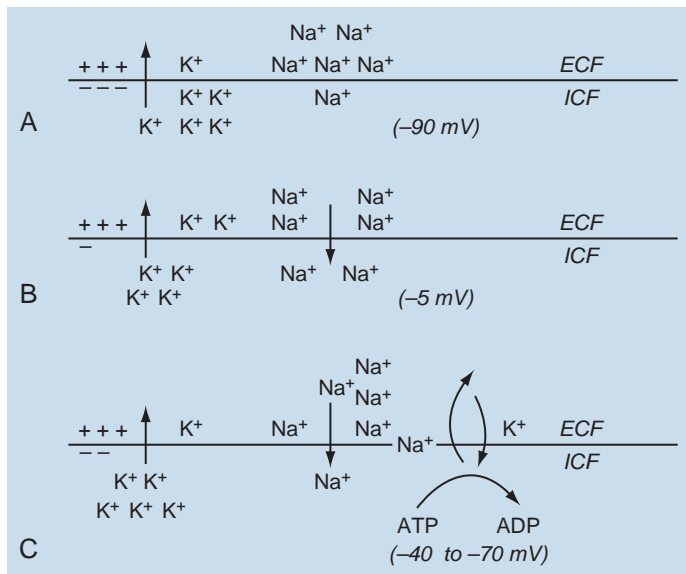 Na⁺ Na⁺
+ + + K⁺ Na⁺ Na⁺ Na⁺ ECF
– – – K⁺ K⁺ Na⁺ ICF
A K⁺ K⁺ K⁺ (–90 mV)
Na⁺ Na⁺
+ + + K⁺ K⁺ Na⁺ Na⁺ ECF
– ICF
K⁺ K⁺ Na⁺ Na⁺
B K⁺ K⁺ (–5 mV)
Na⁺
Na⁺
Na⁺
+ + + K⁺ Na⁺ Na⁺ K⁺ ECF
Na⁺
– – ICF
K⁺ K⁺ Na⁺
K⁺ K⁺ K⁺
ATP ADP
C (–40 to –70 mV)